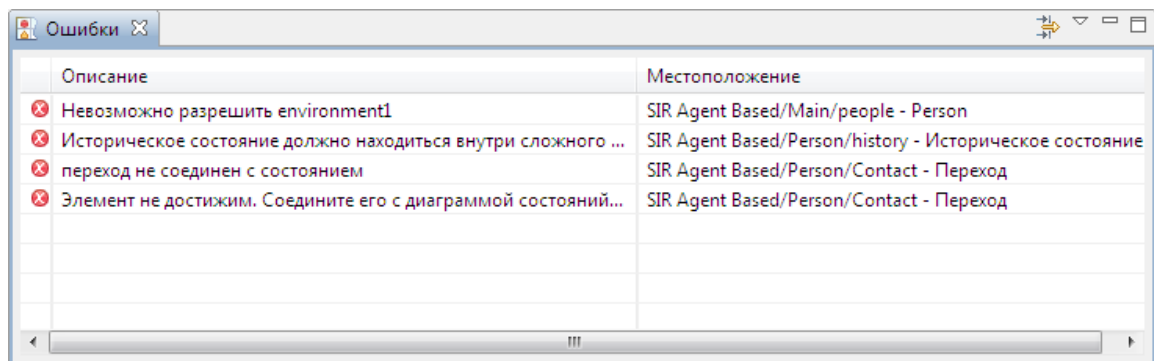 Ошибки
Описание Местоположение
Невозможно разрешить environment1 SIR Agent Based/Main/people - Person
Историческое состояние должно находиться внутри сложного ... SIR Agent Based/Person/history - Историческое состояние
переход не соединен с состоянием SIR Agent Based/Person/Contact - Переход
Элемент не достижим. Соедините его с диаграммой состояний... SIR Agent Based/Person/Contact - Переход